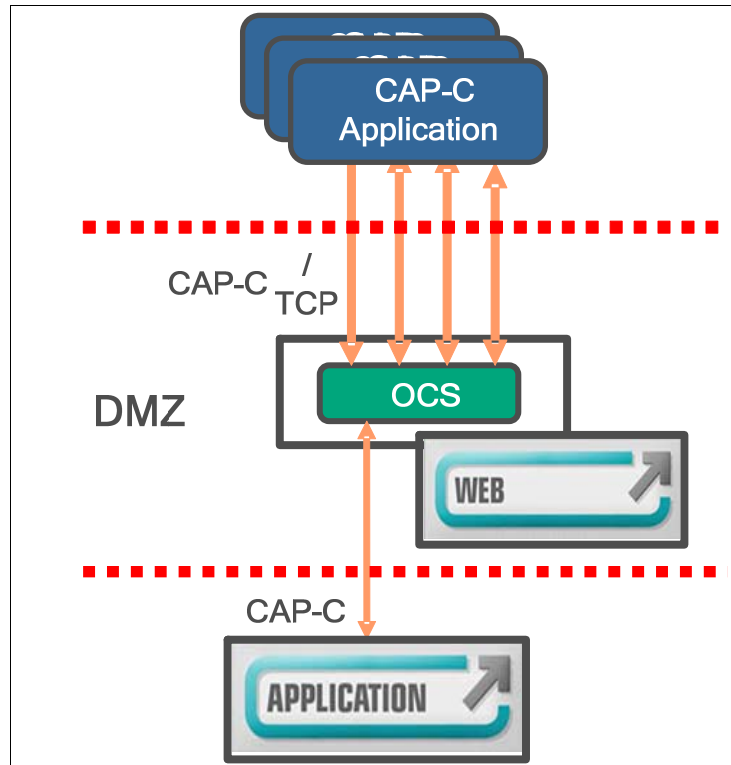 CAP-C
Application
CAP-C /
TCP
DMZ
OCS
WEB
CAP-C
APPLICATION